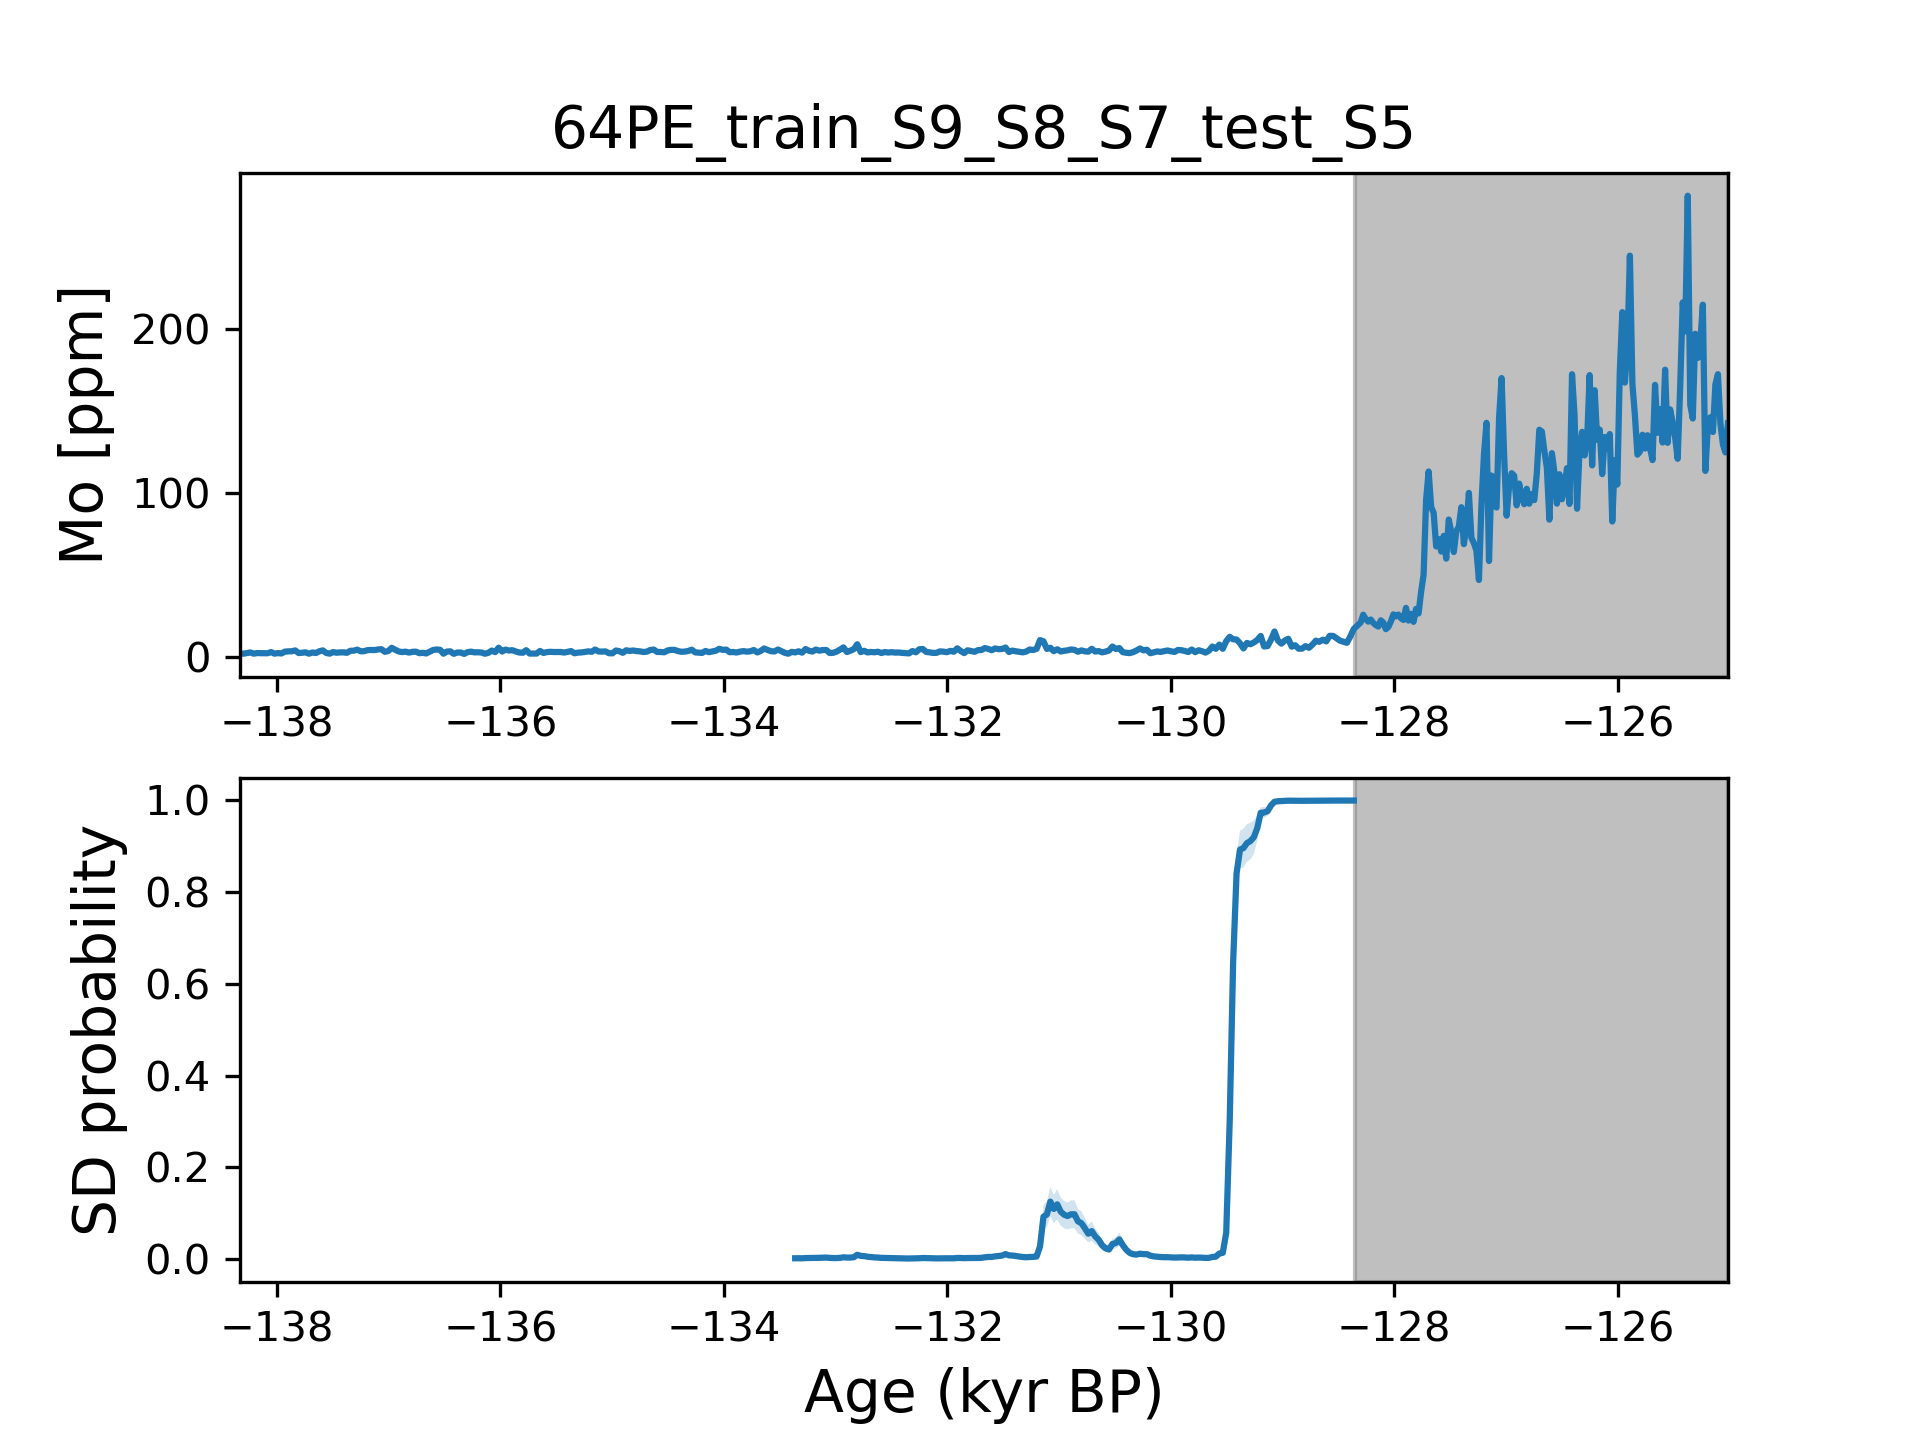 64PE_train_S9_S8_S7_test_S5
Mo [ppm]
200
100
0
−138 −136 −134 −132 −130 −128 −126
SD probability
1.0
0.8
0.6
0.4
0.2
0.0
−138 −136 −134 −132 −130 −128 −126
Age (kyr BP)